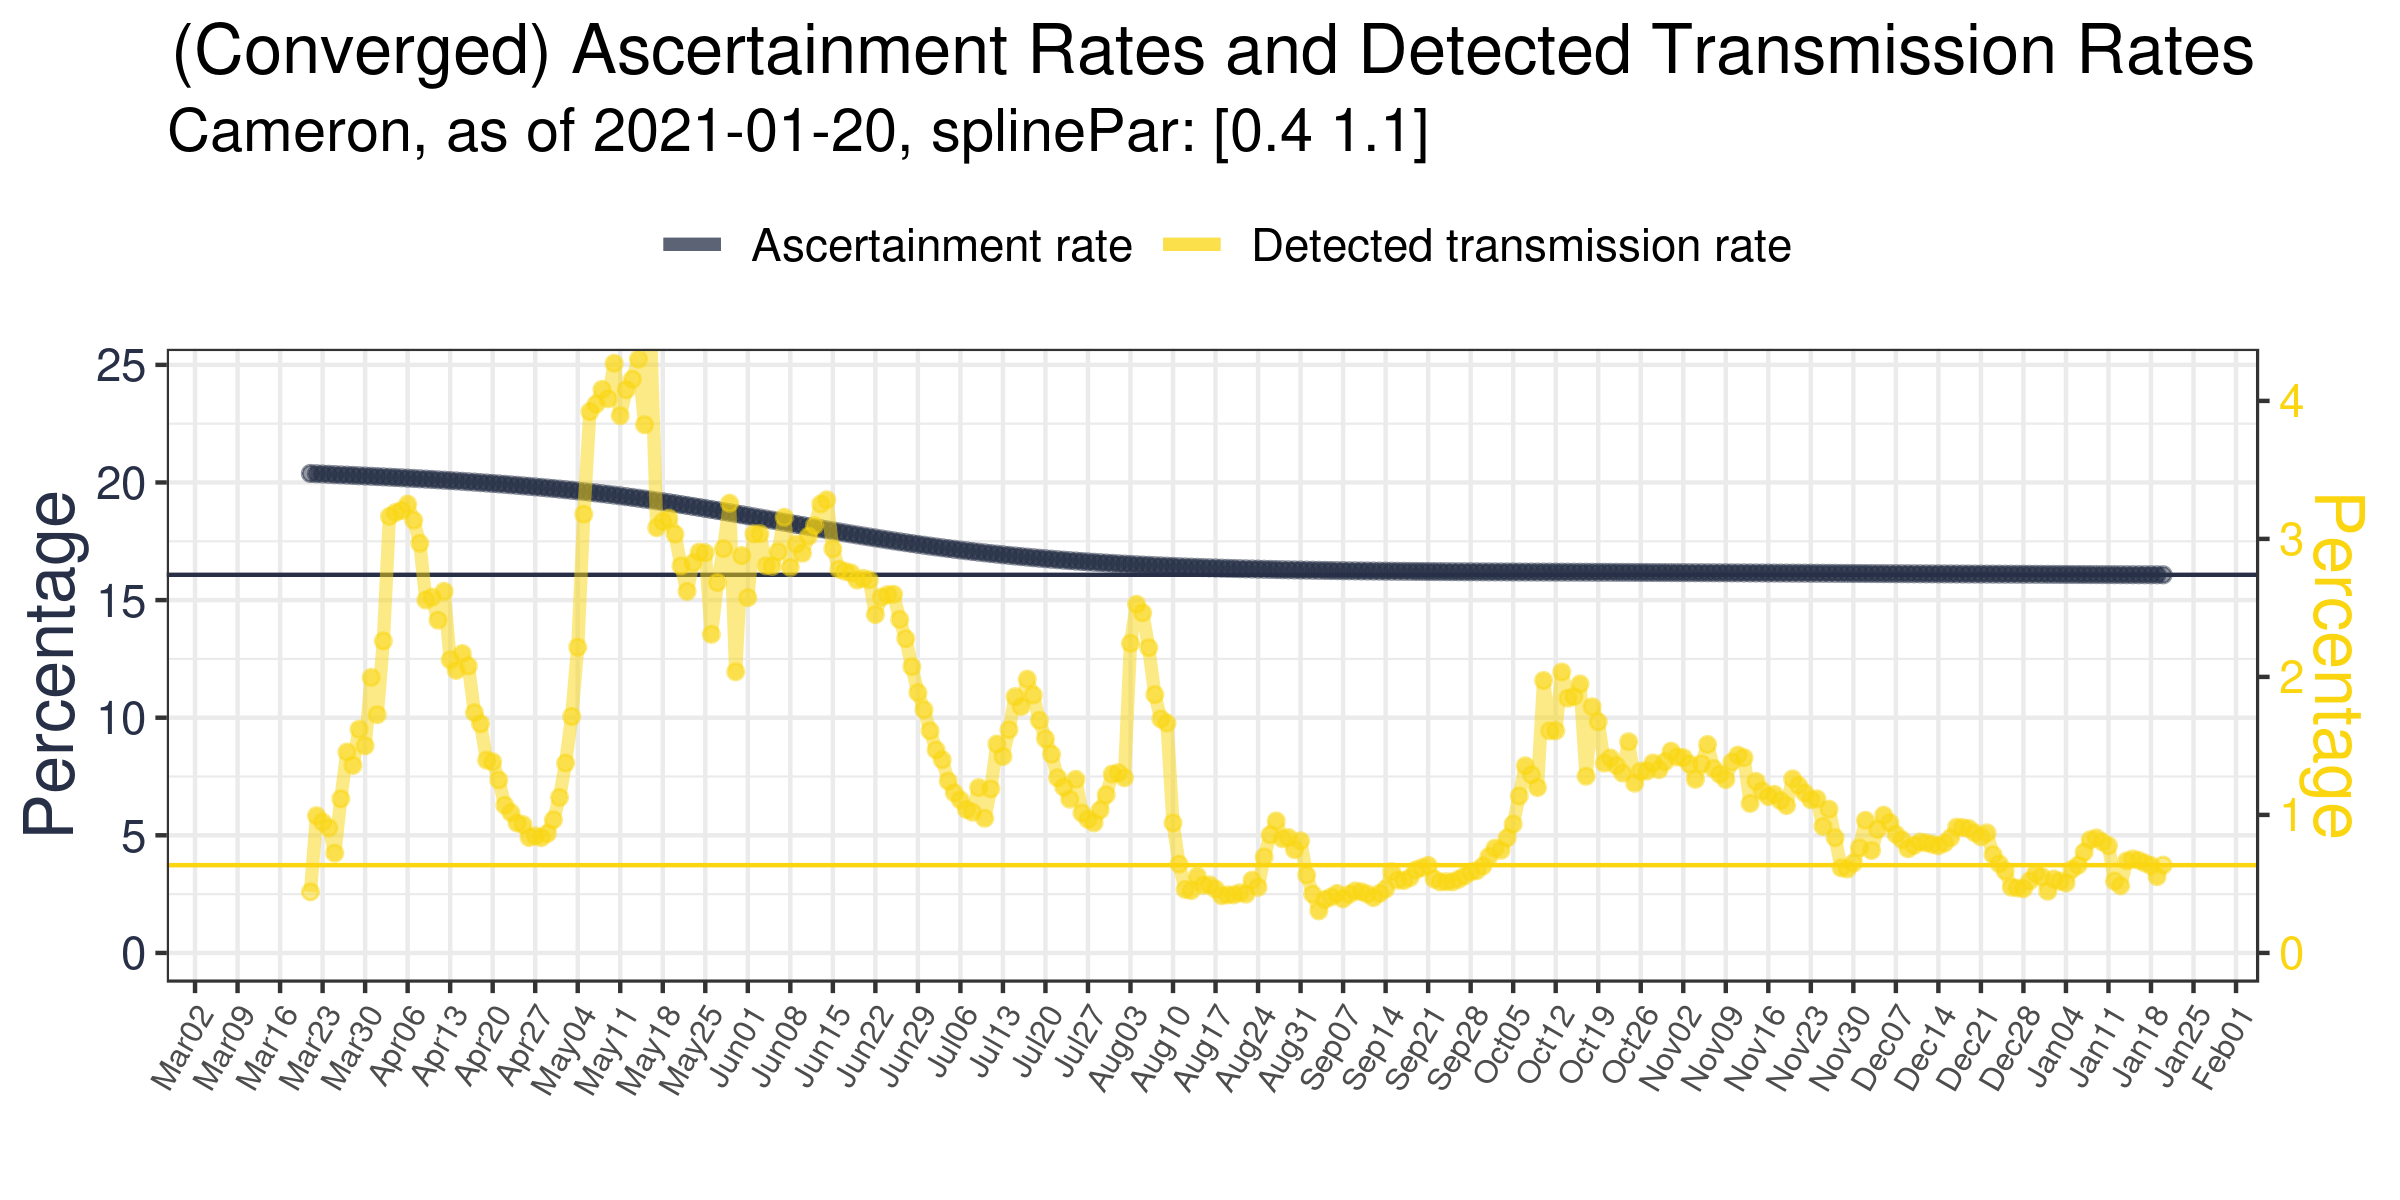 (Converged) Ascertainment Rates and Detected Transmission Rates
Cameron, as of 2021-01-20, splinePar: [0.4 1.1]
Ascertainment rate
Detected transmission rate
Percentage
25
20
15
10
5
0
4
3
2
1
0
Percentage
Mar02
Mar09
Mar16
Mar23
Mar30
Apr06
Apr13
Apr20
Apr27
May04
May11
May18
May25
Jun01
Jun08
Jun15
Jun22
Jun29
Jul06
Jul13
Jul20
Jul27
Aug03
Aug10
Aug17
Aug24
Aug31
Sep07
Sep14
Sep21
Sep28
Oct05
Oct12
Oct19
Oct26
Nov02
Nov09
Nov16
Nov23
Nov30
Dec07
Dec14
Dec21
Dec28
Jan04
Jan11
Jan18
Jan25
Feb01